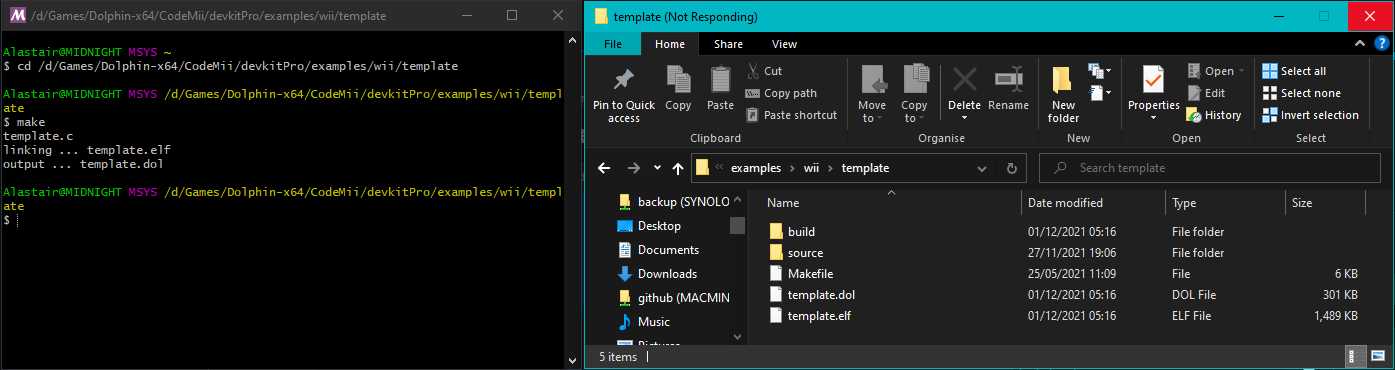 /d/Games/Dolphin-x64/CodeMii/devkitPro/examples/wii/template
Alastair@MIDNIGHT MSYS ~
$ cd /d/Games/Dolphin-x64/CodeMii/devkitPro/examples/wii/template
Alastair@MIDNIGHT MSYS /d/Games/Dolphin-x64/CodeMii/devkitPro/examples/wii/templ
ate
$ make
template.c
linking ... template.elf
output ... template.dol
Alastair@MIDNIGHT MSYS /d/Games/Dolphin-x64/CodeMii/devkitPro/examples/wii/templ
ate
$
template (Not Responding)
File Home Share View
Pin to Quick access
Copy
Paste
Cut
Copy path
Paste shortcut
Clipboard
Move to
Copy to
Delete
Rename
Organise
New folder
New
Properties
Open
Edit
History
Open
Select all
Select none
Invert selection
Select
« examples > wii > template
Search template
backup (SYNOLO
Desktop
Documents
Downloads
github (MACMIN
Music
Pictures
Name Date modified Type Size
build 01/12/2021 05:16 File folder
source 27/11/2021 19:06 File folder
Makefile 25/05/2021 11:09 File 6 KB
template.dol 01/12/2021 05:16 DOL File 301 KB
template.elf 01/12/2021 05:16 ELF File 1,489 KB
5 items